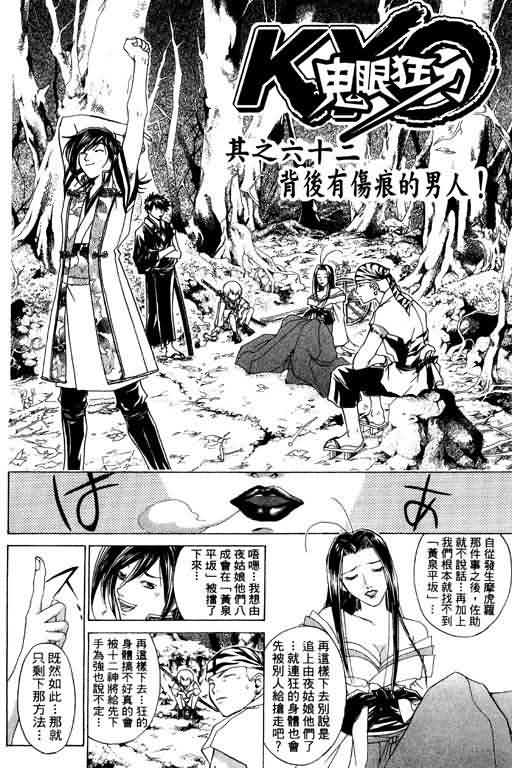 KYO
鬼眼狂刀
其之六十二
背後有傷痕的男人！
はあ
自從發生摩虎羅
那件事之後，佐助
就不說話…再加上
我們根本就找不到
「黃泉平坂」…
再這樣下去別說是
追上由夜姑娘他們了
…就連狂的身體也會
先被別人給搶走吧？
唔嗯…我想由
夜姑娘他們八
成會在「黃泉
平坂」被擋了
下來…
再這樣下去…狂的
身體搞不好真的會
被十二神將給先下
手為強也說不定…
既然如此…那就
只剩下那方法…